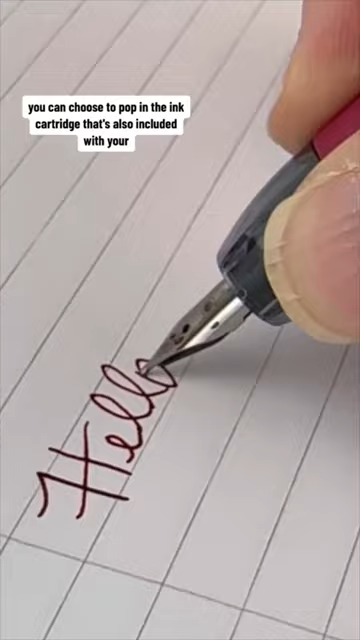 you can choose to pop in the ink
cartridge that's also included
with your
Hello